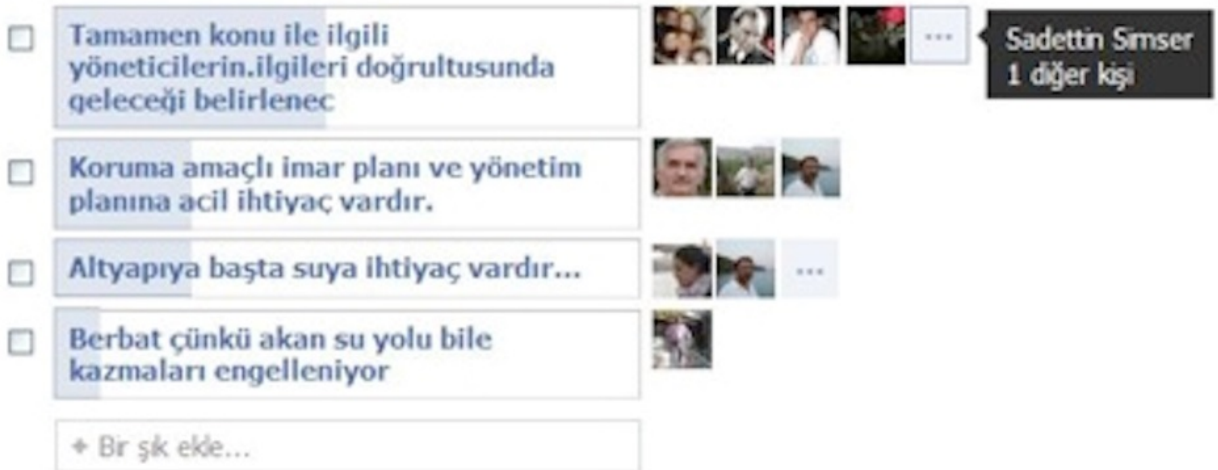 Tamamen konu ile ilgili
yöneticilerin.ilgileri doğrultusunda
geleceği belirlenec
Sadettin Simser
1 diğer kişi
Koruma amaçlı imar planı ve yönetim
planına acil ihtiyaç vardır.
Altyapıya başta suya ihtiyaç vardır...
Berbat çünkü akan su yolu bile
kazmaları engelleniyor
+ Bir şık ekle...